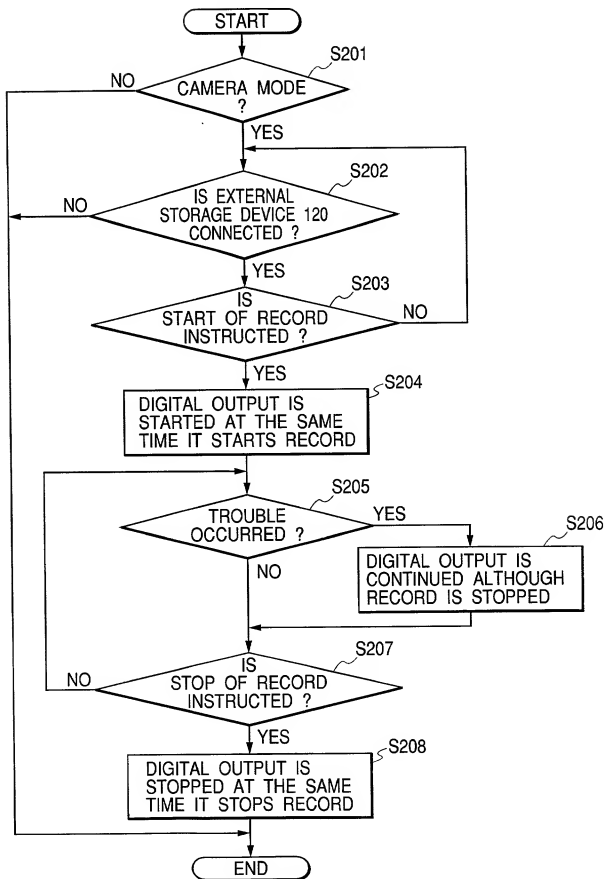 START
S201
NO
CAMERA MODE
?
YES
S202
IS EXTERNAL
STORAGE DEVICE 120
CONNECTED ?
NO
YES
S203
IS
START OF RECORD
INSTRUCTED ?
NO
YES
S204
DIGITAL OUTPUT IS
STARTED AT THE SAME
TIME IT STARTS RECORD
S205
TROUBLE
OCCURRED ?
YES
NO
S206
DIGITAL OUTPUT IS
CONTINUED ALTHOUGH
RECORD IS STOPPED
S207
IS
STOP OF RECORD
INSTRUCTED ?
NO
YES
S208
DIGITAL OUTPUT IS
STOPPED AT THE SAME
TIME IT STOPS RECORD
END